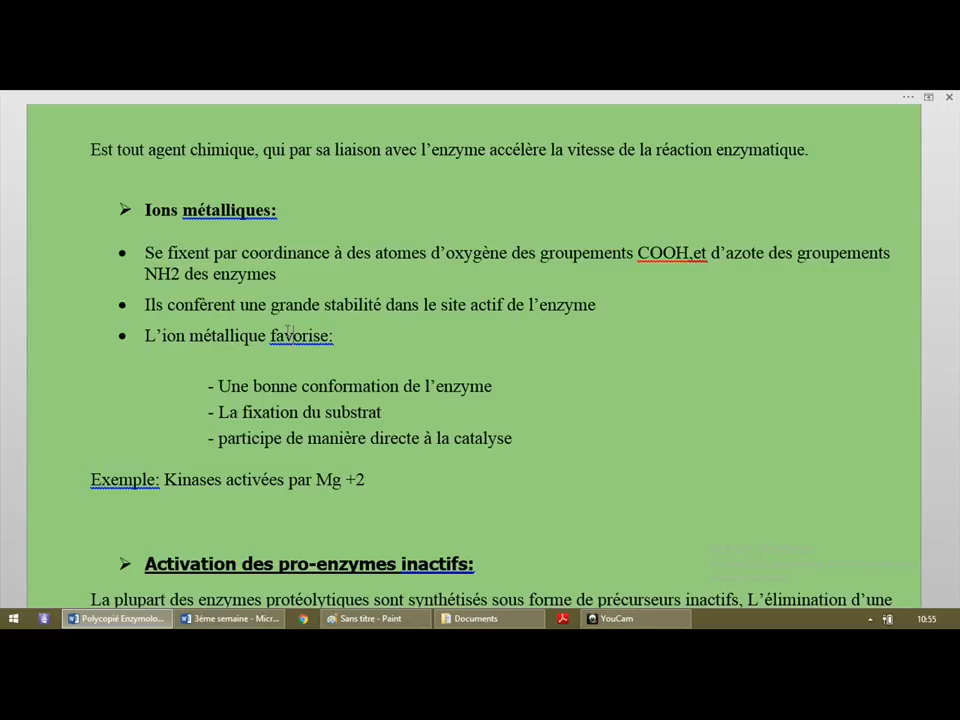 Est tout agent chimique, qui par sa liaison avec l’enzyme accélère la vitesse de la réaction enzymatique.
➢ Ions métalliques:
• Se fixent par coordinance à des atomes d’oxygène des groupements COOH,et d’azote des groupements
NH2 des enzymes
• Ils confèrent une grande stabilité dans le site actif de l’enzyme
• L’ion métallique favorise:
- Une bonne conformation de l’enzyme
- La fixation du substrat
- participe de manière directe à la catalyse
Exemple: Kinases activées par Mg +2
➢ Activation des pro-enzymes inactifs:
La plupart des enzymes protéolytiques sont synthétisés sous forme de précurseurs inactifs, L’élimination d’une
Polycopié Enzymolo... 3éme semaine - Micr... Sans titre - Paint Documents YouCam 10:55